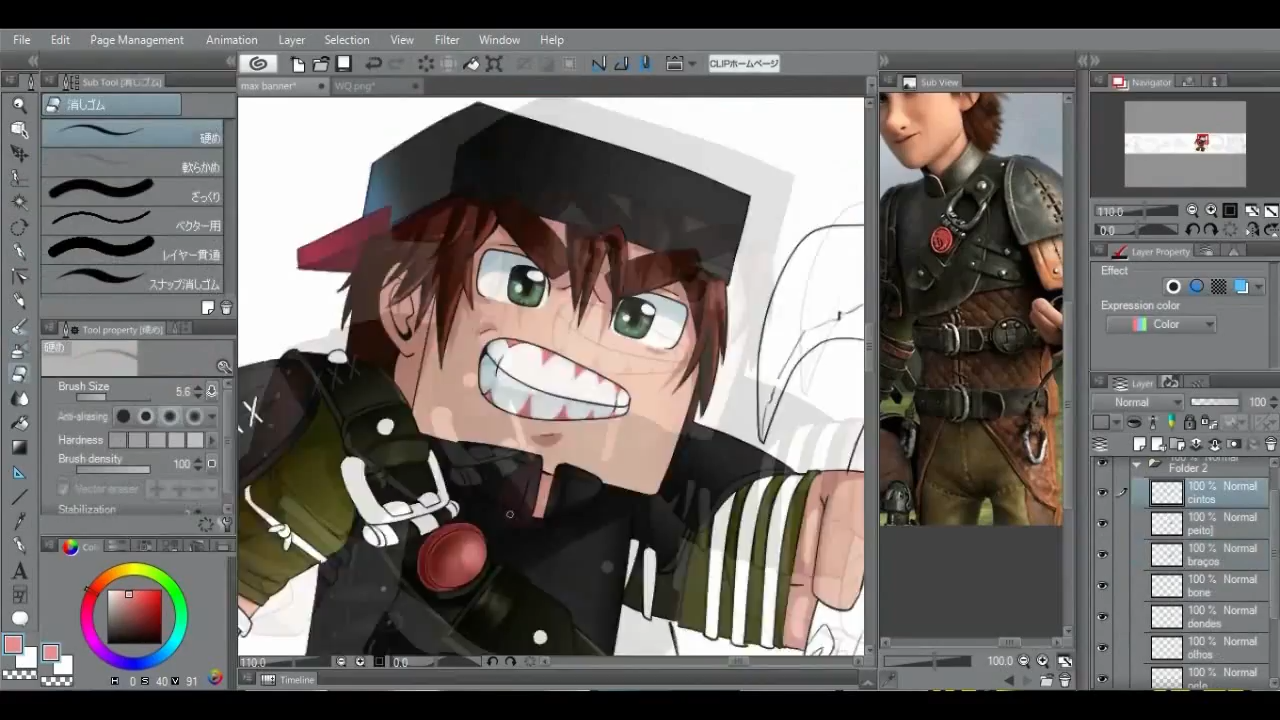 File Edit Page Management Animation Layer Selection View Filter Window Help
Sub Tool [消しゴム]
CLIPホームページ
Sub View
Navigator
max banner*
WQ png*
消しゴム
硬め
軟らかめ
ざっくり
ベクター用
レイヤー貫通
スナップ消しゴム
110.0
0.0
Layer Property
Effect
Expression color
Color
Tool property [硬め]
硬め
Brush Size 5.6
Anti-aliasing
Hardness
Brush density 100
Vector eraser
Stabilization
Layer
Normal 100
100 % Normal
Folder 2
100 % Normal
cintos
100 % Normal
peito]
100 % Normal
braços
100 % Normal
bone
100 % Normal
dendes
100 % Normal
olhos
100 % Normal
pele
110.0 0.0
100.0
Timeline
H 0 S 40 V 91